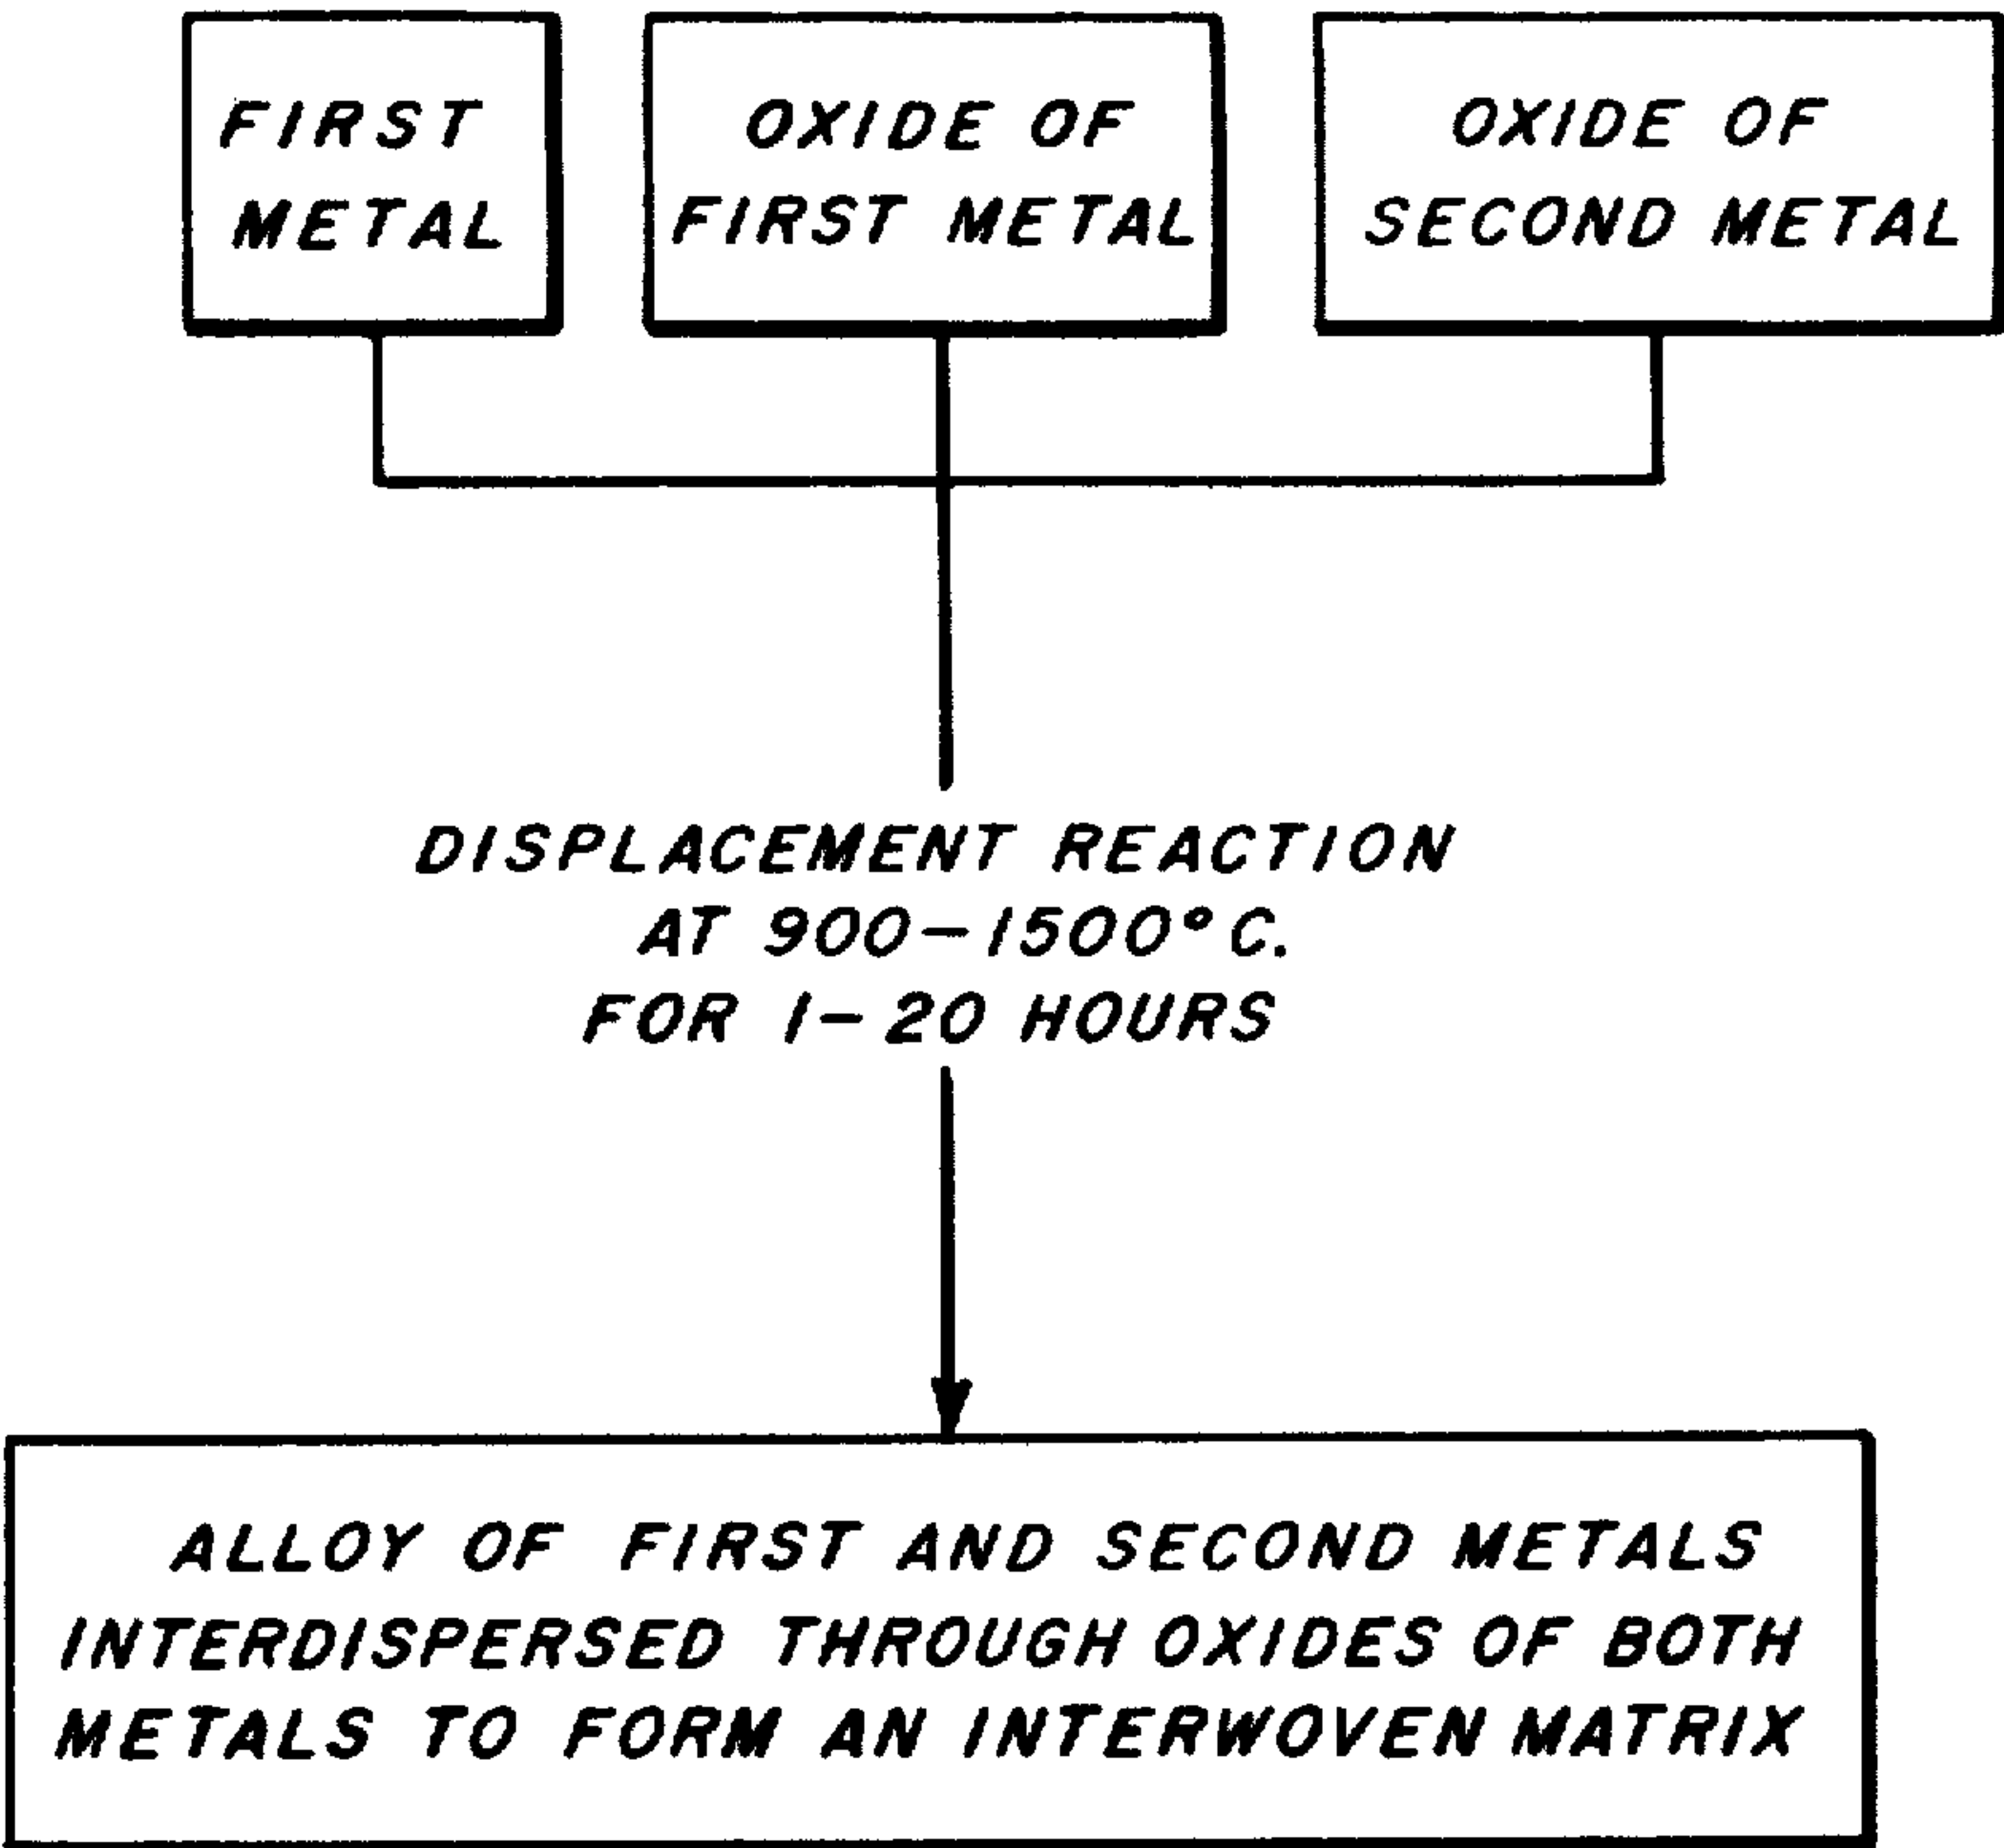 FIRST
METAL
OXIDE OF
FIRST METAL
OXIDE OF
SECOND METAL
DISPLACEMENT REACTION
AT 900–1500°C.
FOR 1–20 HOURS
ALLOY OF FIRST AND SECOND METALS
INTERDISPERSED THROUGH OXIDES OF BOTH
METALS TO FORM AN INTERWOVEN MATRIX